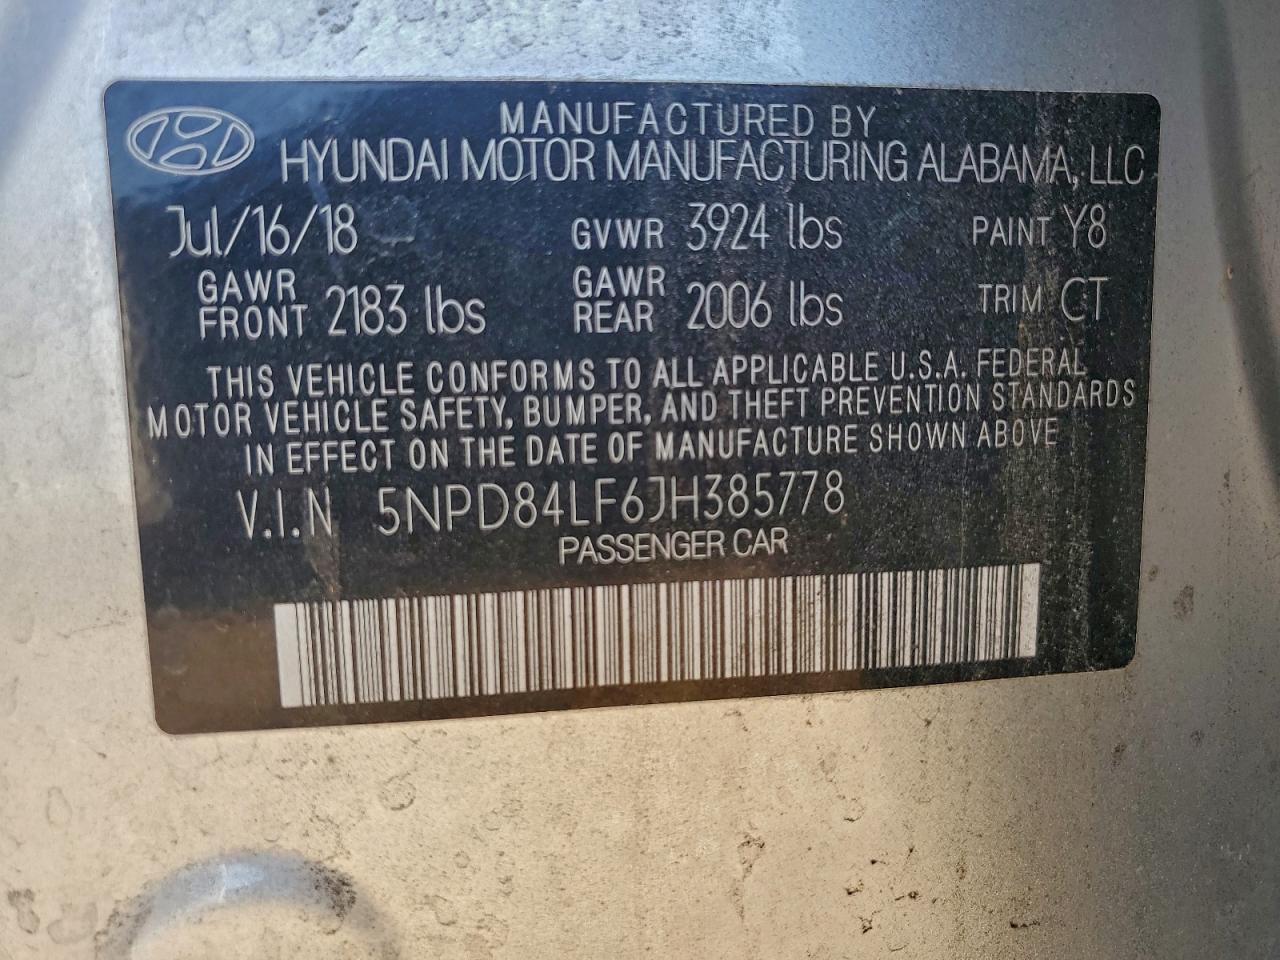 MANUFACTURED BY
HYUNDAI MOTOR MANUFACTURING ALABAMA, LLC
Jul/16/18 GVWR 3924 lbs PAINT Y8
GAWR FRONT 2183 lbs GAWR REAR 2006 lbs TRIM CT
THIS VEHICLE CONFORMS TO ALL APPLICABLE U.S.A. FEDERAL
MOTOR VEHICLE SAFETY, BUMPER, AND THEFT PREVENTION STANDARDS
IN EFFECT ON THE DATE OF MANUFACTURE SHOWN ABOVE
V.I.N 5NPD84LF6JH385778
PASSENGER CAR